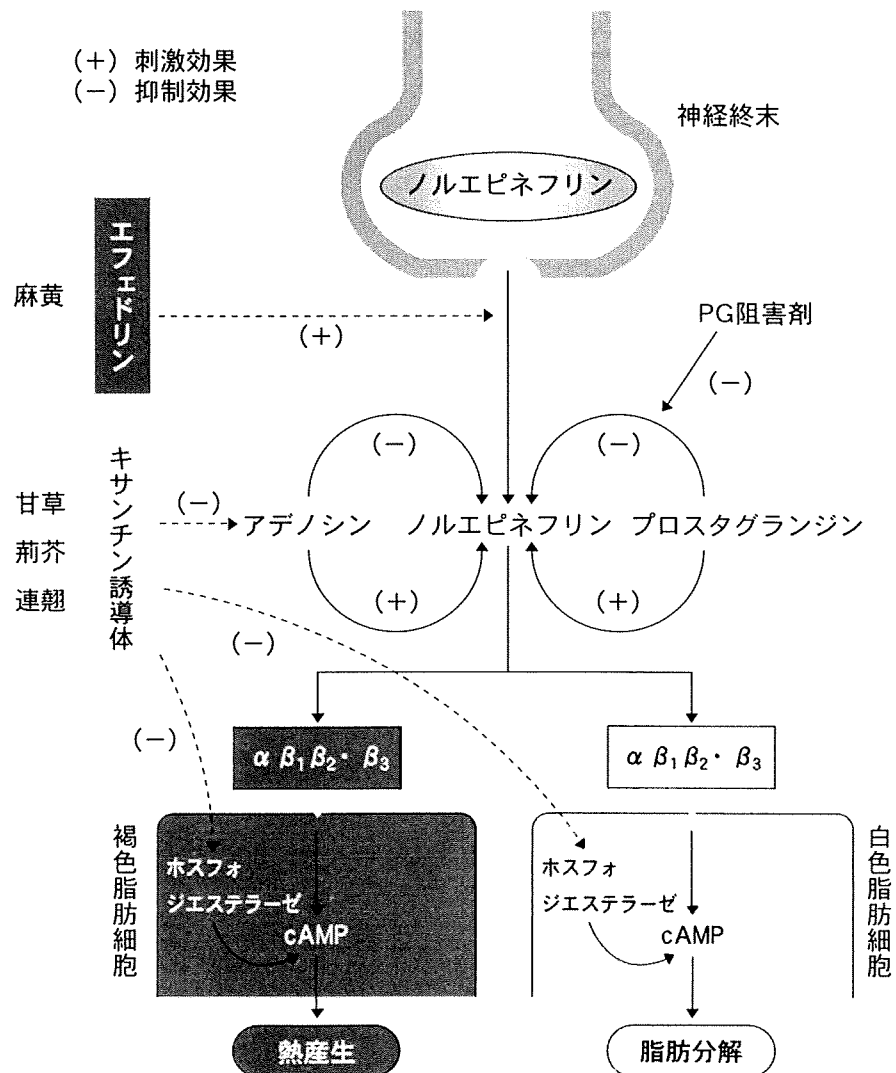 (+) 刺激効果
(−) 抑制効果
神経終末
ノルエピネフリン
麻黄
エフェドリン
(+)
PG阻害剤
(−)
(−)
(−)
甘草
荊芥
連翹
キサンチン誘導体
(−)
アデノシン
ノルエピネフリン
プロスタグランジン
(+)
(+)
(−)
(−)
α β₁ β₂・ β₃
α β₁ β₂・ β₃
褐色脂肪細胞
ホスフォ
ジエステラーゼ
cAMP
ホスフォ
ジエステラーゼ
cAMP
白色脂肪細胞
熱産生
脂肪分解